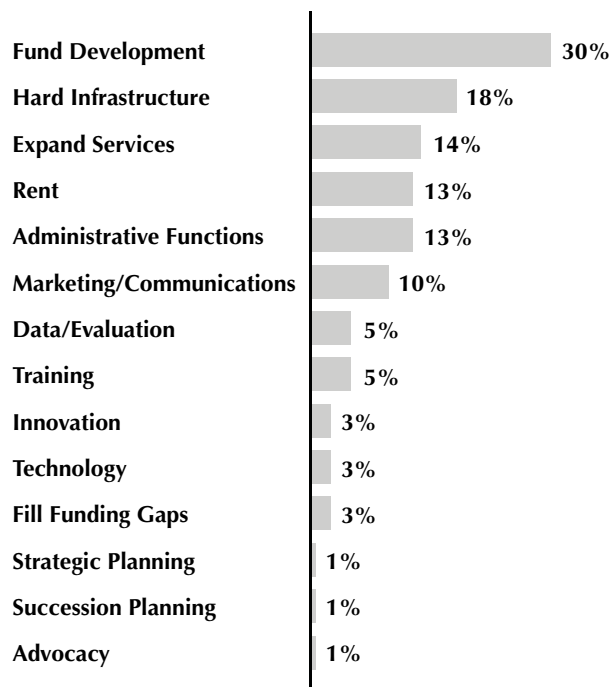 Fund Development 30%
Hard Infrastructure 18%
Expand Services 14%
Rent 13%
Administrative Functions 13%
Marketing/Communications 10%
Data/Evaluation 5%
Training 5%
Innovation 3%
Technology 3%
Fill Funding Gaps 3%
Strategic Planning 1%
Succession Planning 1%
Advocacy 1%